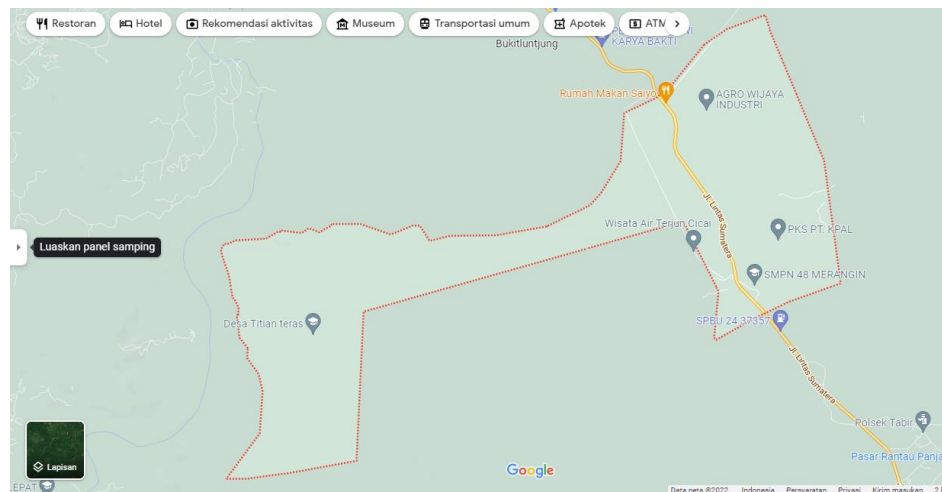 Restoran
Hotel
Rekomendasi aktivitas
Museum
Transportasi umum
Apotek
ATM
Bukitluntjung
KARYA BAKTI
Rumah Makan Saiyo
AGRO WIJAYA
INDUSTRI
Wisata Air Terjun Cicai
Jl. Lintas Sumatera
PKS PT. KPAL
Luaskan panel samping
SMPN 48 MERANGIN
Desa Titian teras
SPBU 24.37357
Jl. Lintas Sumatera
Polsek Tabir
Pasar Rantau Panja
Lapisan
Google
EPAT
Data peta ©2022 Indonesia Persyaratan Privasi Kirim masukan 2